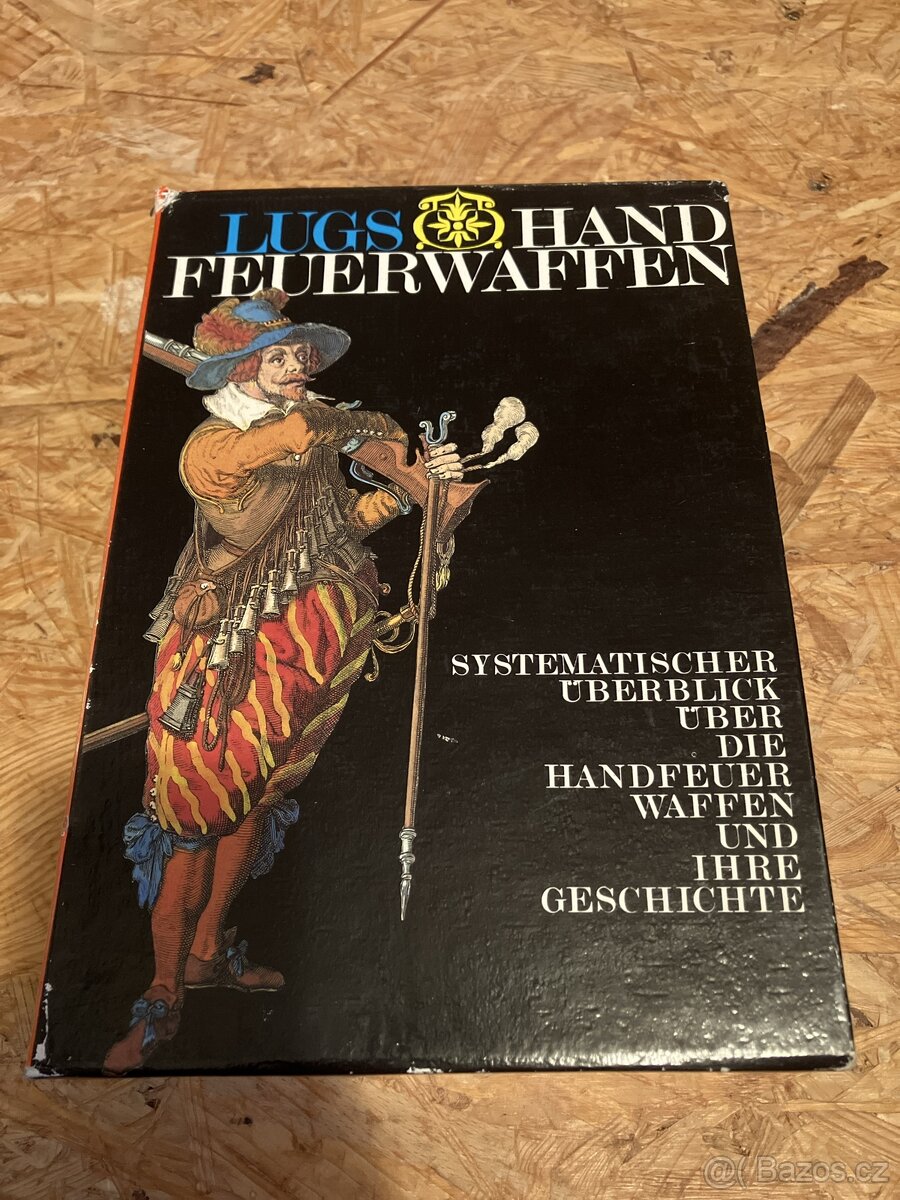 LUGS HAND
FEUERWAFFEN
SYSTEMATISCHER
ÜBERBLICK
ÜBER
DIE
HANDFEUER
WAFFEN
UND
IHRE
GESCHICHTE
@( Bazos.cz